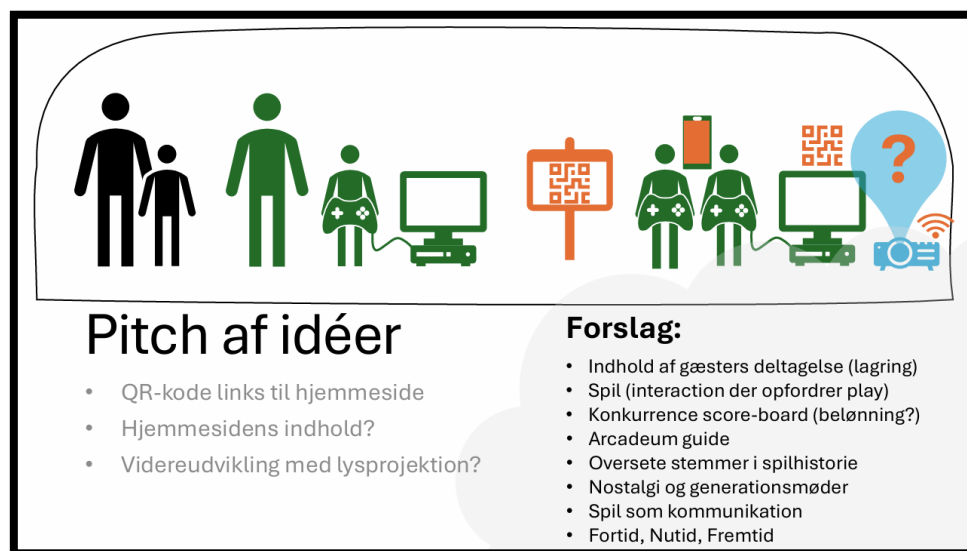 ?
Pitch af idéer
QR-kode links til hjemmeside
Hjemmesidens indhold?
Videreudvikling med lysprojektion?
Forslag:
Indhold af gæsters deltagelse (lagring)
Spil (interaction der opfordrer play)
Konkurrence score-board (belønning?)
Arcadeum guide
Oversete stemmer i spilhistorie
Nostalgi og generationsmøder
Spil som kommunikation
Fortid, Nutid, Fremtid